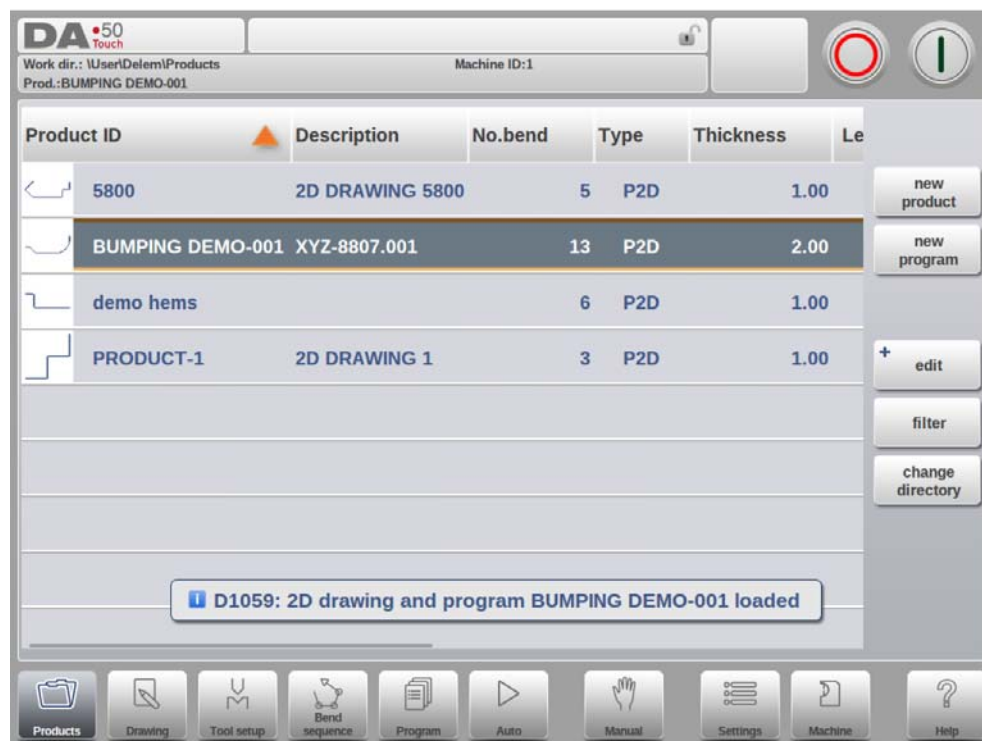 DA•50
Touch
Work dir.: \User\Delem\Products
Machine ID:1
Prod.:BUMPING DEMO-001
Product ID Description No.bend Type Thickness Le
5800 2D DRAWING 5800 5 P2D 1.00
BUMPING DEMO-001 XYZ-8807.001 13 P2D 2.00
demo hems 6 P2D 1.00
PRODUCT-1 2D DRAWING 1 3 P2D 1.00
new
product
new
program
+ edit
filter
change
directory
D1059: 2D drawing and program BUMPING DEMO-001 loaded
Products
Drawing
Tool setup
Bend
sequence
Program
Auto
Manual
Settings
Machine
Help